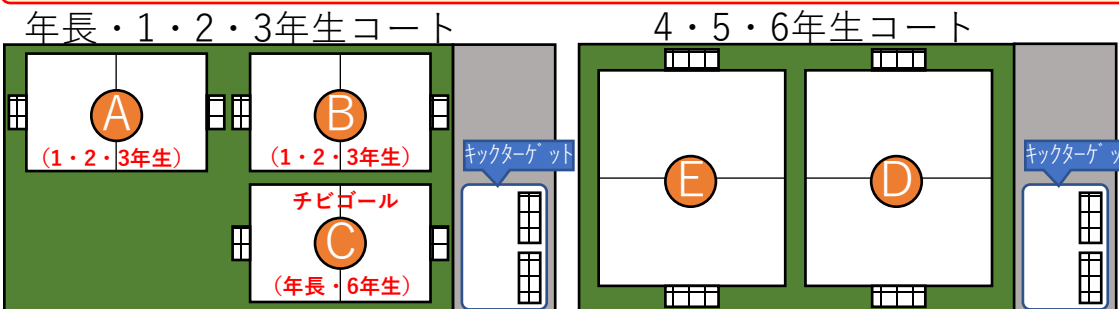 年長・1・2・3年生コート
A
(1・2・3年生)
B
(1・2・3年生)
キックターゲット
チビゴール
C
(年長・6年生)
4・5・6年生コート
E
D
キックターゲッ